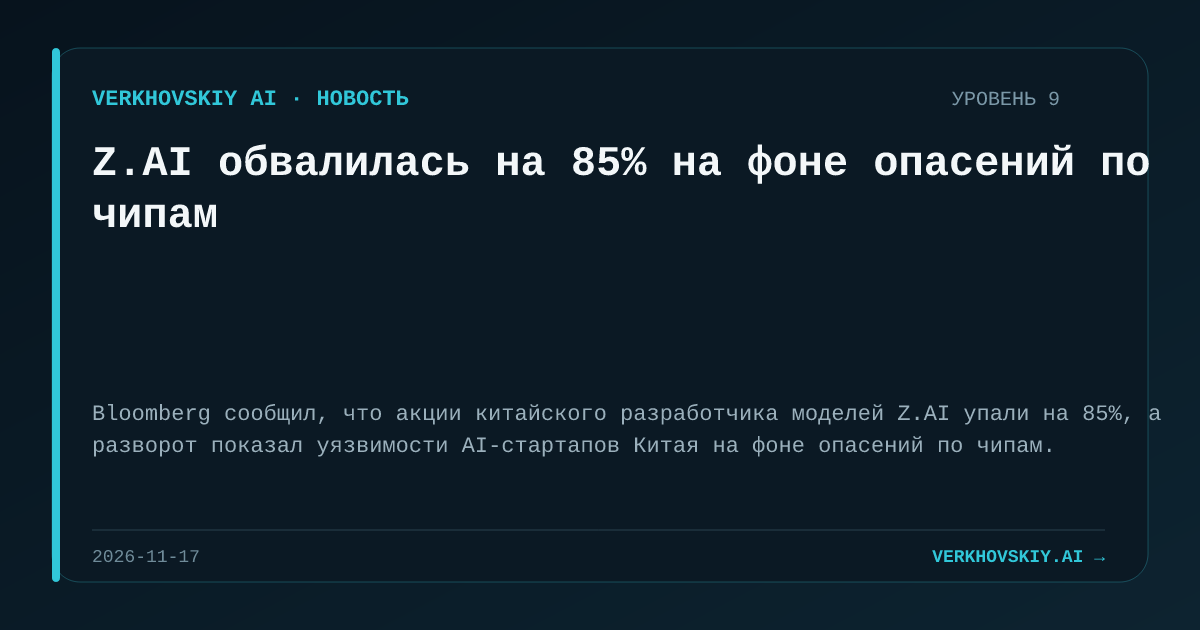 VERKHOVSKIY AI · НОВОСТЬ
УРОВЕНЬ 9
Z.AI обвалилась на 85% на фоне опасений по
чипам
Bloomberg сообщил, что акции китайского разработчика моделей Z.AI упали на 85%, а
разворот показал уязвимости AI-стартапов Китая на фоне опасений по чипам.
2026-11-17
VERKHOVSKIY.AI →